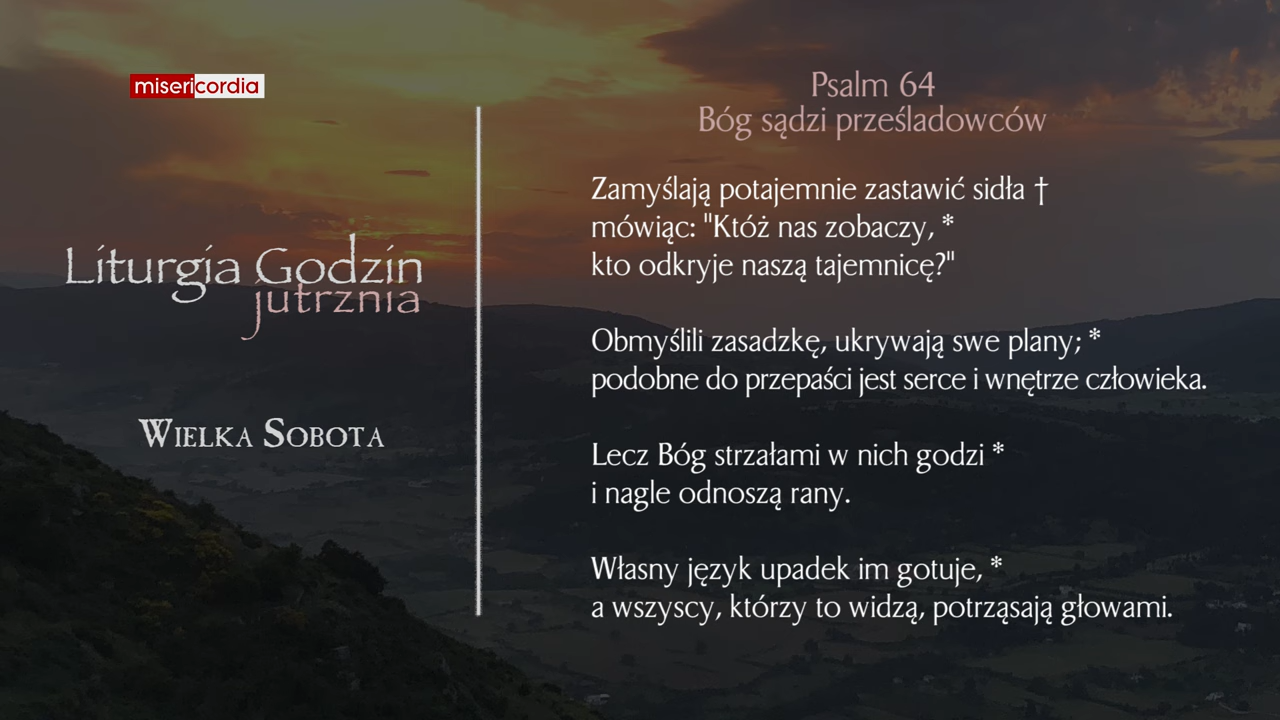 misericordia
Liturgia Godzin
jutrznia
Wielka Sobota
Psalm 64
Bóg sądzi prześladowców
Zamyślają potajemnie zastawić sidła †
mówiąc: "Któż nas zobaczy, *
kto odkryje naszą tajemnicę?"
Obmyślili zasadzkę, ukrywają swe plany; *
podobne do przepaści jest serce i wnętrze człowieka.
Lecz Bóg strzałami w nich godzi *
i nagle odnoszą rany.
Własny język upadek im gotuje, *
a wszyscy, którzy to widzą, potrząsają głowami.